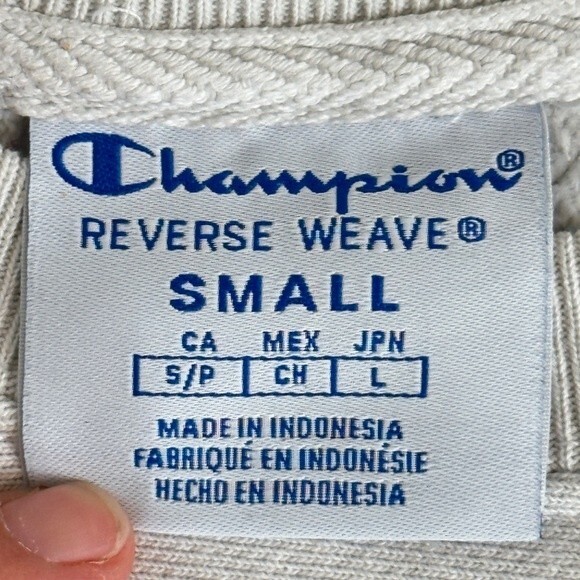 Champion®
REVERSE WEAVE®
SMALL
CA MEX JPN
S/P CH L
MADE IN INDONESIA
FABRIQUÉ EN INDONÉSIE
HECHO EN INDONESIA